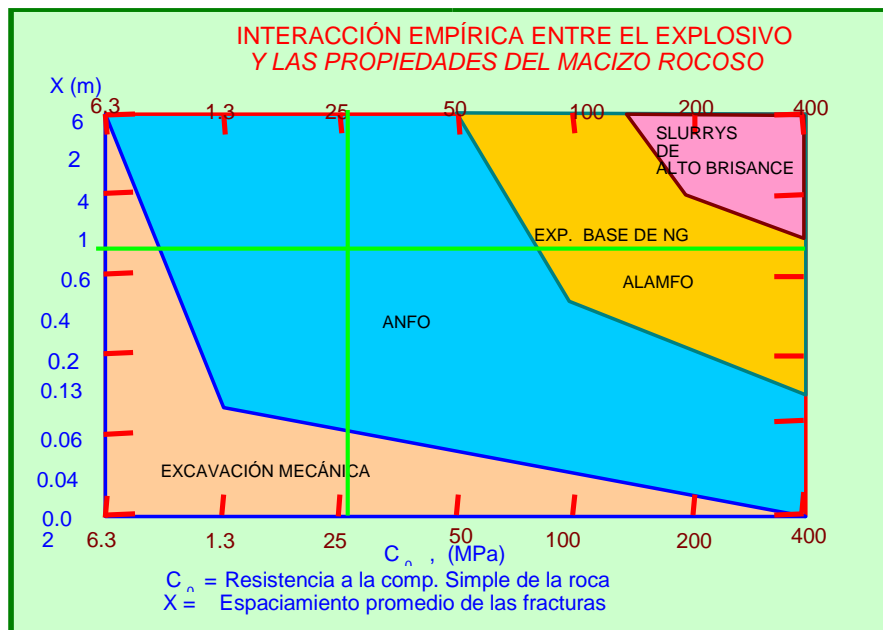 INTERACCIÓN EMPÍRICA ENTRE EL EXPLOSIVO
Y LAS PROPIEDADES DEL MACIZO ROCOSO
X (m)
6.3 1.3 25 50 100 200 400
6
2
4
1
0.6
0.4
0.2
0.13
0.06
0.04
0.0
2
SLURRYS
DE
ALTO BRISANCE
EXP. BASE DE NG
ALAMFO
ANFO
EXCAVACIÓN MECÁNICA
6.3 1.3 25 50 100 200 400
C o , (MPa)
C o = Resistencia a la comp. Simple de la roca
X = Espaciamiento promedio de las fracturas